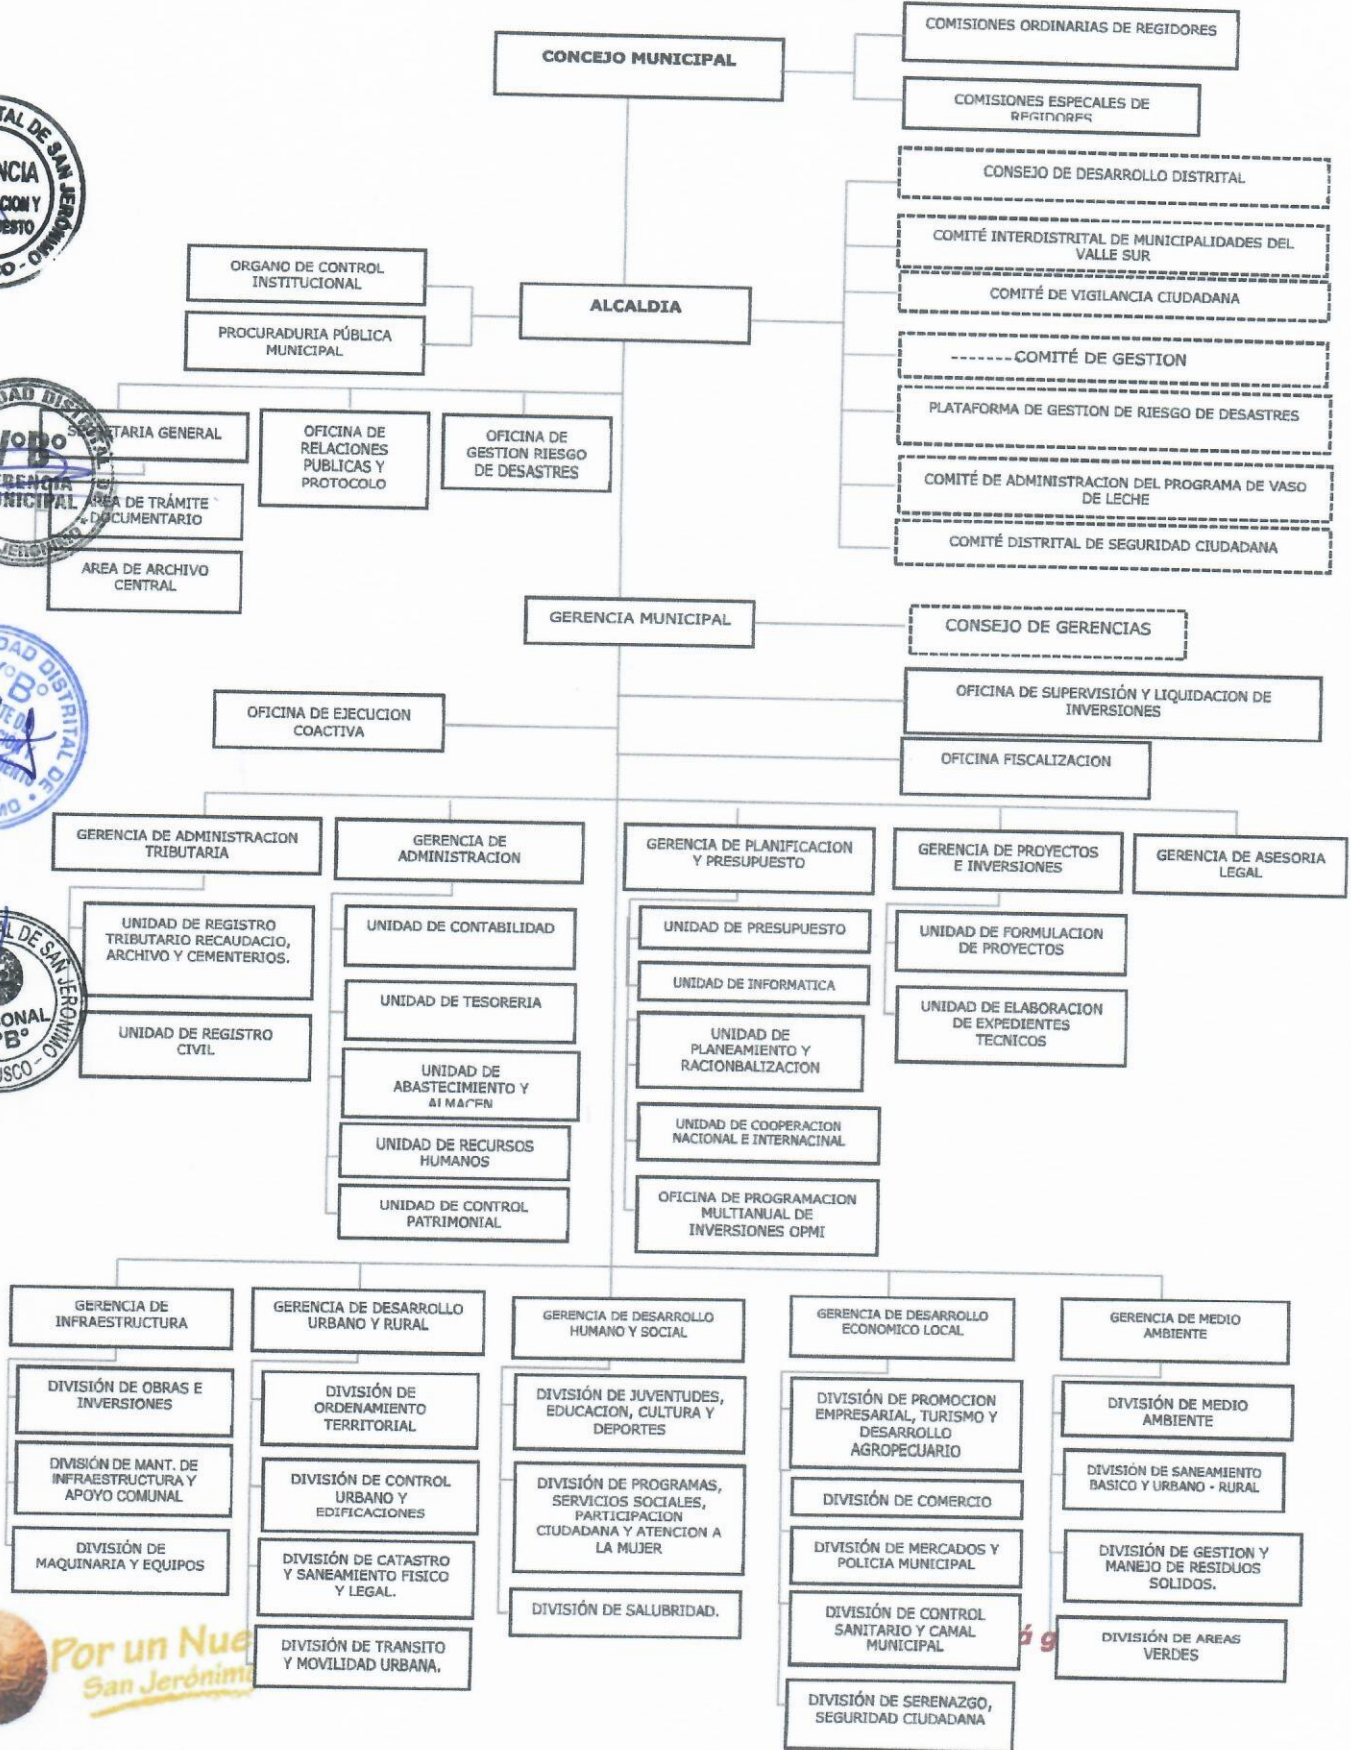 CONCEJO MUNICIPAL
COMISIONES ORDINARIAS DE REGIDORES
COMISIONES ESPECALES DE
REGIDORES
CONSEJO DE DESARROLLO DISTRITAL
COMITÉ INTERDISTRITAL DE MUNICIPALIDADES DEL
VALLE SUR
COMITÉ DE VIGILANCIA CIUDADANA
-------COMITÉ DE GESTION
PLATAFORMA DE GESTION DE RIESGO DE DESASTRES
COMITÉ DE ADMINISTRACION DEL PROGRAMA DE VASO
DE LECHE
COMITÉ DISTRITAL DE SEGURIDAD CIUDADANA
ORGANO DE CONTROL
INSTITUCIONAL
PROCURADURIA PÚBLICA
MUNICIPAL
ALCALDIA
GENERAL
OFICINA DE
RELACIONES
PUBLICAS Y
PROTOCOLO
OFICINA DE
GESTION RIESGO
DE DESASTRES
AREA DE TRÁMITE
DOCUMENTARIO
AREA DE ARCHIVO
CENTRAL
GERENCIA MUNICIPAL
CONSEJO DE GERENCIAS
OFICINA DE EJECUCION
COACTIVA
OFICINA DE SUPERVISIÓN Y LIQUIDACION DE
INVERSIONES
OFICINA FISCALIZACION
GERENCIA DE ADMINISTRACION
TRIBUTARIA
UNIDAD DE REGISTRO
TRIBUTARIO RECAUDACIO,
ARCHIVO Y CEMENTERIOS.
UNIDAD DE REGISTRO
CIVIL
GERENCIA DE
ADMINISTRACION
UNIDAD DE CONTABILIDAD
UNIDAD DE TESORERIA
UNIDAD DE
ABASTECIMIENTO Y
ALMACEN
UNIDAD DE RECURSOS
HUMANOS
UNIDAD DE CONTROL
PATRIMONIAL
GERENCIA DE PLANIFICACION
Y PRESUPUESTO
UNIDAD DE PRESUPUESTO
UNIDAD DE INFORMATICA
UNIDAD DE
PLANEAMIENTO Y
RACIONBALIZACION
UNIDAD DE COOPERACION
NACIONAL E INTERNACINAL
OFICINA DE PROGRAMACION
MULTIANUAL DE
INVERSIONES OPMI
GERENCIA DE PROYECTOS
E INVERSIONES
UNIDAD DE FORMULACION
DE PROYECTOS
UNIDAD DE ELABORACION
DE EXPEDIENTES
TECNICOS
GERENCIA DE ASESORIA
LEGAL
GERENCIA DE
INFRAESTRUCTURA
DIVISIÓN DE OBRAS E
INVERSIONES
DIVISIÓN DE MANT. DE
INFRAESTRUCTURA Y
APOYO COMUNAL
DIVISIÓN DE
MAQUINARIA Y EQUIPOS
GERENCIA DE DESARROLLO
URBANO Y RURAL
DIVISIÓN DE
ORDENAMIENTO
TERRITORIAL
DIVISIÓN DE CONTROL
URBANO Y
EDIFICACIONES
DIVISIÓN DE CATASTRO
Y SANEAMIENTO FISICO
Y LEGAL.
DIVISIÓN DE TRANSITO
Y MOVILIDAD URBANA.
GERENCIA DE DESARROLLO
HUMANO Y SOCIAL
DIVISIÓN DE JUVENTUDES,
EDUCACION, CULTURA Y
DEPORTES
DIVISIÓN DE PROGRAMAS,
SERVICIOS SOCIALES,
PARTICIPACION
CIUDADANA Y ATENCION A
LA MUJER
DIVISIÓN DE SALUBRIDAD.
GERENCIA DE DESARROLLO
ECONOMICO LOCAL
DIVISIÓN DE PROMOCION
EMPRESARIAL, TURISMO Y
DESARROLLO
AGROPECUARIO
DIVISIÓN DE COMERCIO
DIVISIÓN DE MERCADOS Y
POLICIA MUNICIPAL
DIVISIÓN DE CONTROL
SANITARIO Y CAMAL
MUNICIPAL
DIVISIÓN DE SERENAZGO,
SEGURIDAD CIUDADANA
GERENCIA DE MEDIO
AMBIENTE
DIVISIÓN DE MEDIO
AMBIENTE
DIVISIÓN DE SANEAMIENTO
BASICO Y URBANO - RURAL
DIVISIÓN DE GESTION Y
MANEJO DE RESIDUOS
SOLIDOS.
DIVISIÓN DE AREAS
VERDES
Por un Nue
San Jerónimo
á g